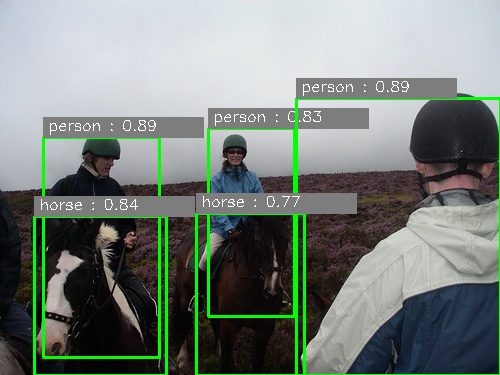 person : 0.89
person : 0.83
person : 0.89
horse : 0.77
horse : 0.84